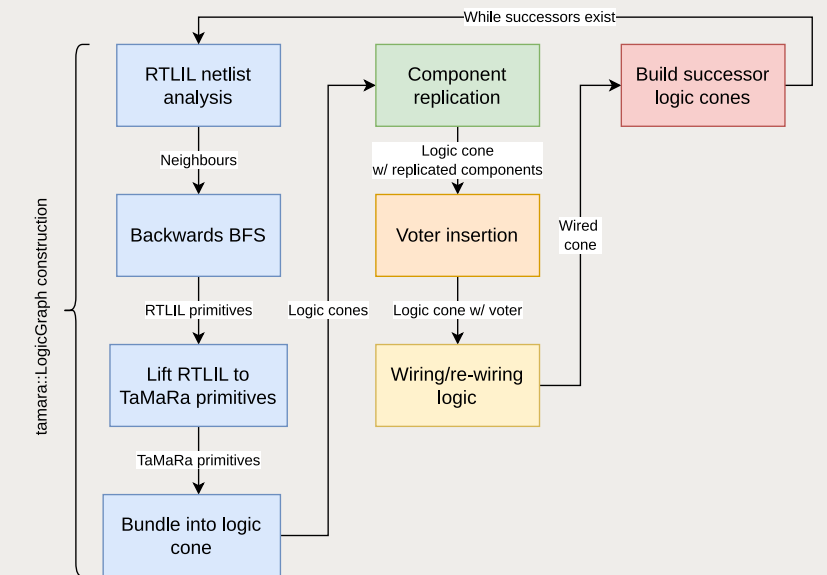 While successors exist
RTLIL netlist
analysis
Component
replication
Build successor
logic cones
Neighbours
Logic cone
w/ replicated components
Backwards BFS
Voter insertion
Wired
cone
tamara::LogicGraph construction
RTLIL primitives
Logic cones
Logic cone w/ voter
Lift RTLIL to
TaMaRa primitives
Wiring/re-wiring
logic
TaMaRa primitives
Bundle into logic
cone